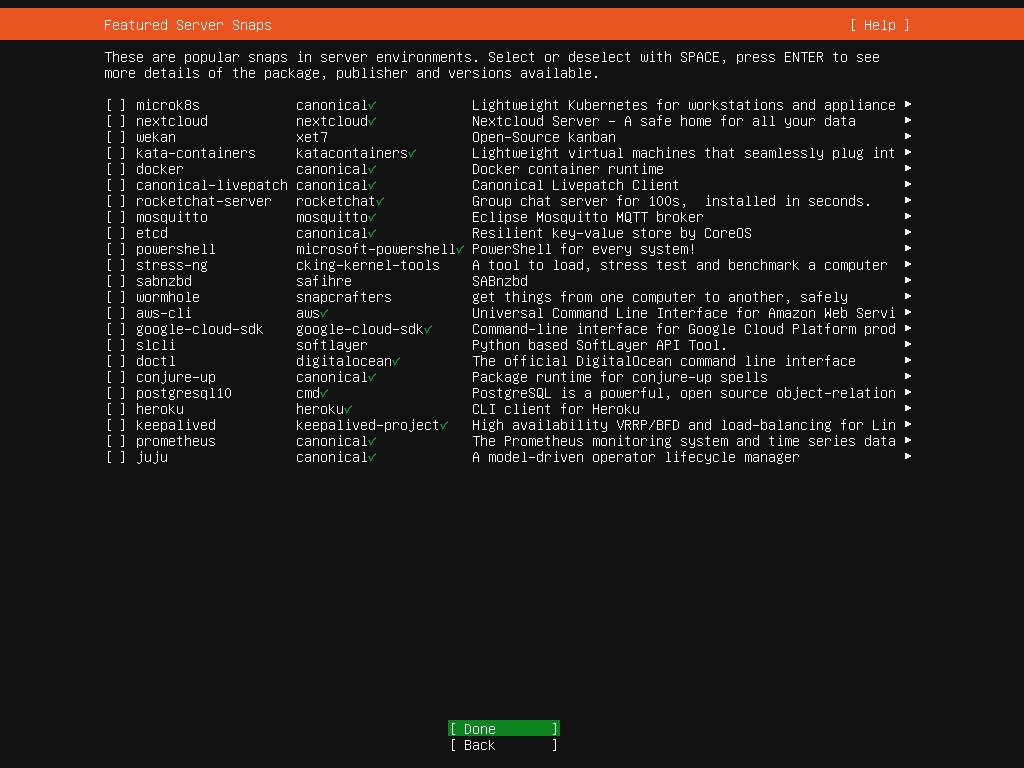 Featured Server Snaps [ Help ]
These are popular snaps in server environments. Select or deselect with SPACE, press ENTER to see
more details of the package, publisher and versions available.
[ ] microk8s canonical✓ Lightweight Kubernetes for workstations and appliance ▸
[ ] nextcloud nextcloud✓ Nextcloud Server - A safe home for all your data ▸
[ ] wekan xet7 Open-Source kanban ▸
[ ] kata-containers katacontainers✓ Lightweight virtual machines that seamlessly plug int ▸
[ ] docker canonical✓ Docker container runtime ▸
[ ] canonical-livepatch canonical✓ Canonical Livepatch Client ▸
[ ] rocketchat-server rocketchat✓ Group chat server for 100s,  installed in seconds. ▸
[ ] mosquitto mosquitto✓ Eclipse Mosquitto MQTT broker ▸
[ ] etcd canonical✓ Resilient key-value store by CoreOS ▸
[ ] powershell microsoft-powershell✓ PowerShell for every system! ▸
[ ] stress-ng cking-kernel-tools A tool to load, stress test and benchmark a computer ▸
[ ] sabnzbd safihre SABnzbd ▸
[ ] wormhole snapcrafters get things from one computer to another, safely ▸
[ ] aws-cli aws✓ Universal Command Line Interface for Amazon Web Servi ▸
[ ] google-cloud-sdk google-cloud-sdk✓ Command-line interface for Google Cloud Platform prod ▸
[ ] slcli softlayer Python based SoftLayer API Tool. ▸
[ ] doctl digitalocean✓ The official DigitalOcean command line interface ▸
[ ] conjure-up canonical✓ Package runtime for conjure-up spells ▸
[ ] postgresql10 cmd✓ PostgreSQL is a powerful, open source object-relation ▸
[ ] heroku heroku✓ CLI client for Heroku ▸
[ ] keepalived keepalived-project✓ High availability VRRP/BFD and load-balancing for Lin ▸
[ ] prometheus canonical✓ The Prometheus monitoring system and time series data ▸
[ ] juju canonical✓ A model-driven operator lifecycle manager ▸
[ Done ]
[ Back ]